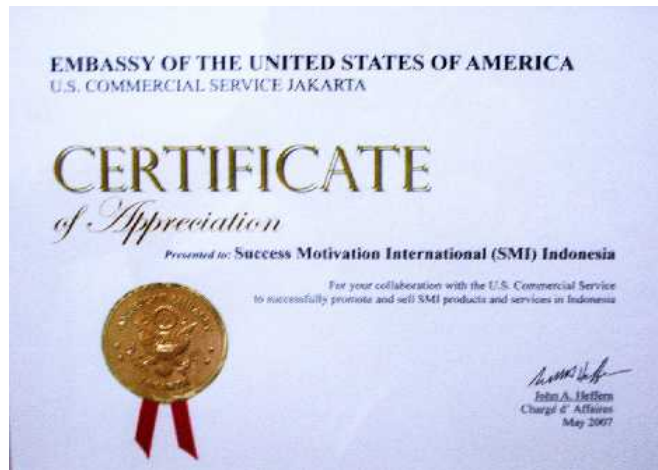 EMBASSY OF THE UNITED STATES OF AMERICA
U.S. COMMERCIAL SERVICE JAKARTA
CERTIFICATE
of Appreciation
Presented to: Success Motivation International (SMI) Indonesia
For your collaboration with the U.S. Commercial Service
to successfully promote and sell SMI products and services in Indonesia
John A. Heffern
Chargé d' Affaires
May 2007